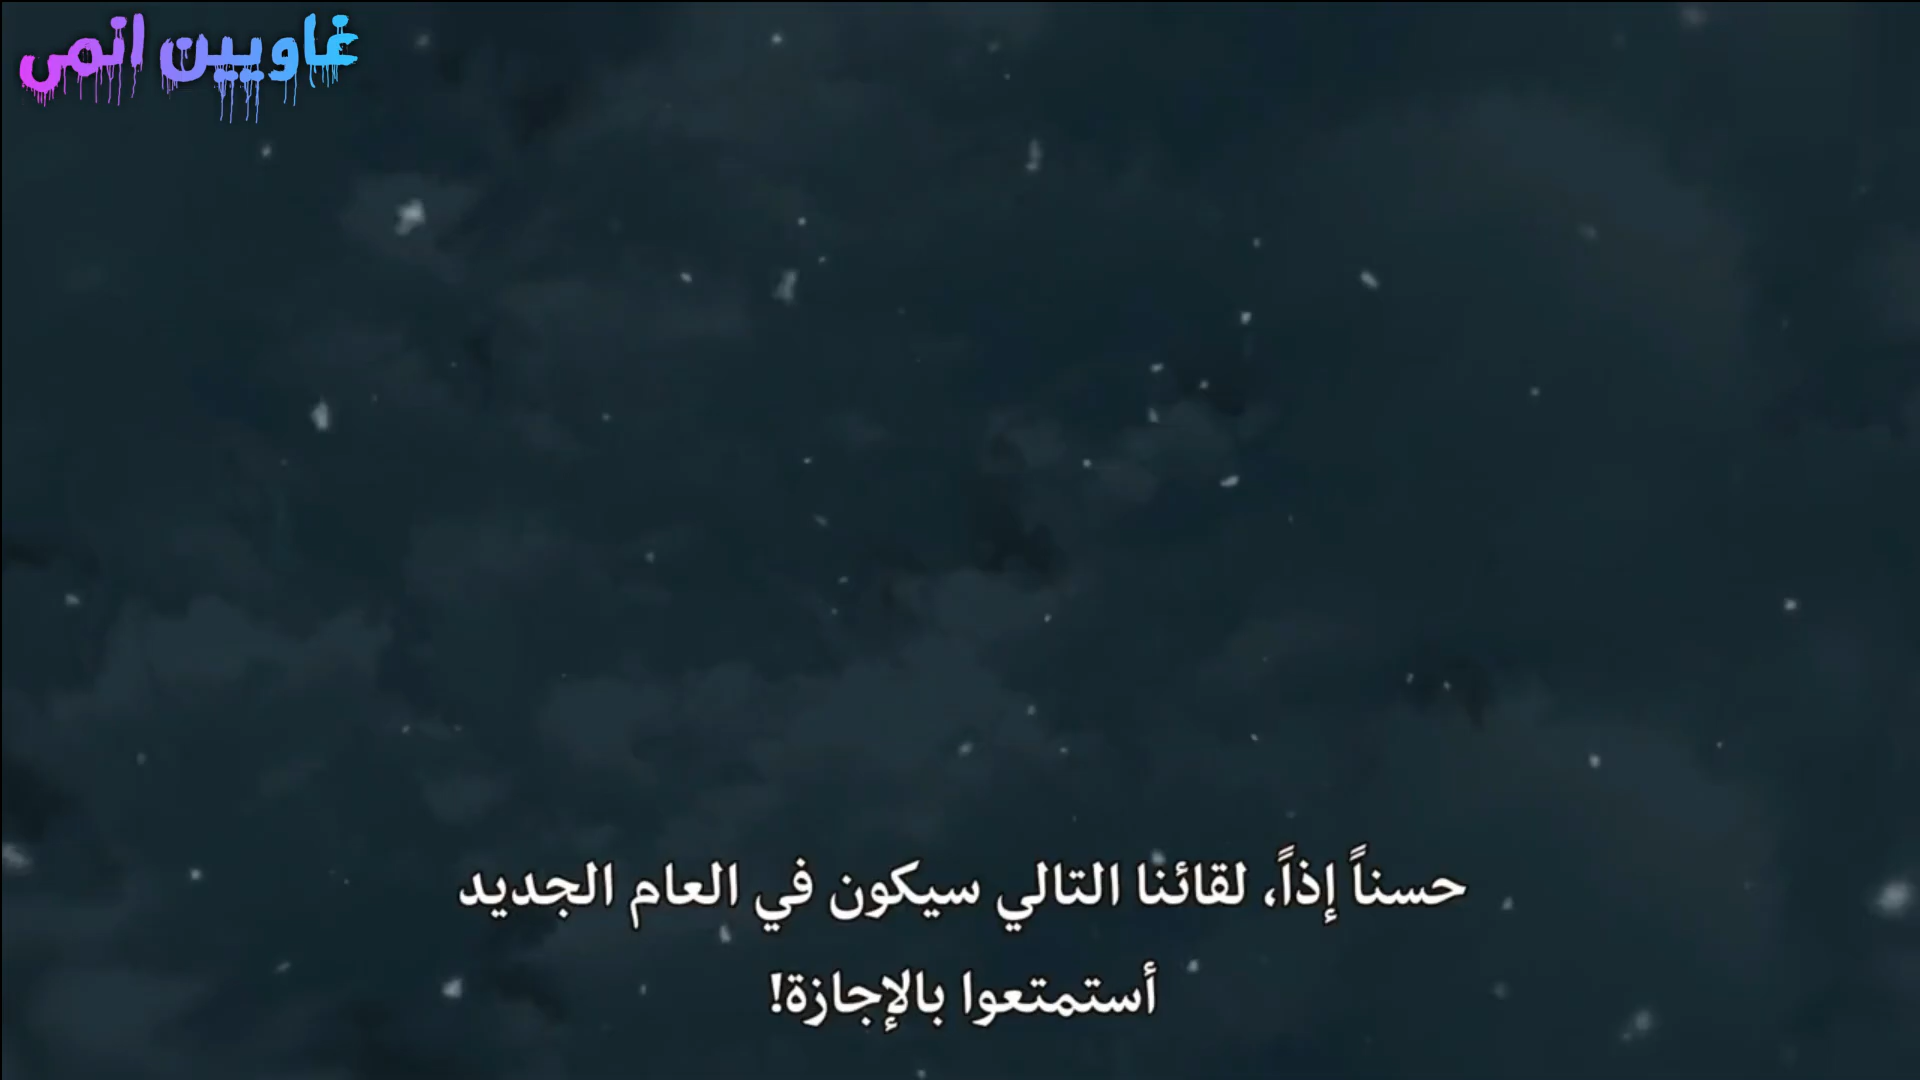 غاويين انمي
حسناً إذاً، لقائنا التالي سيكون في العام الجديد
أستمتعوا بالإجازة!